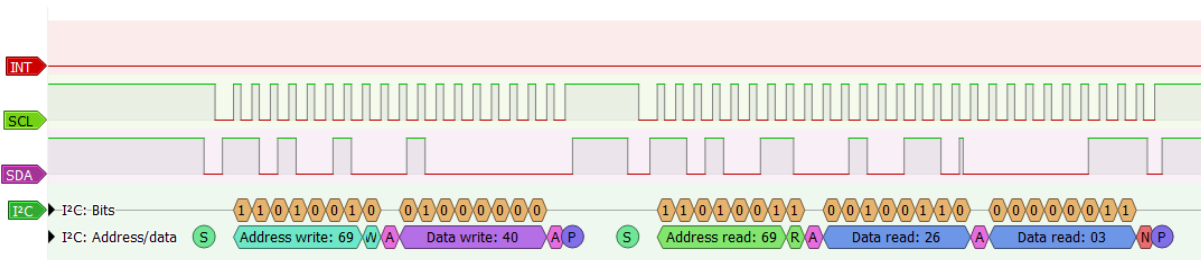 INT
SCL
SDA
I²C I²C: Bits 1 1 0 1 0 0 1 0 0 1 0 0 0 0 0 0 1 1 0 1 0 0 1 1 0 0 1 0 0 1 1 0 0 0 0 0 0 0 1 1
I²C: Address/data S Address write: 69 W A Data write: 40 A P S Address read: 69 R A Data read: 26 A Data read: 03 N P